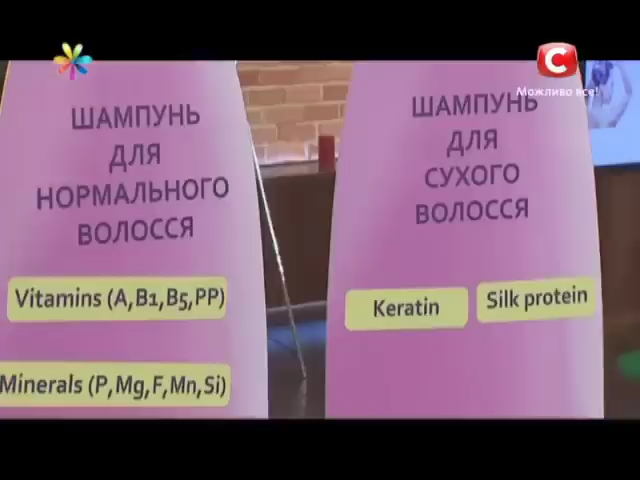 Можливо все!
ШАМПУНЬ
ДЛЯ
НОРМАЛЬНОГО
ВОЛОССЯ
Vitamins (A,B1,B5,PP)
Minerals (P,Mg,F,Mn,Si)
ШАМПУНЬ
ДЛЯ
СУХОГО
ВОЛОССЯ
Keratin
Silk protein